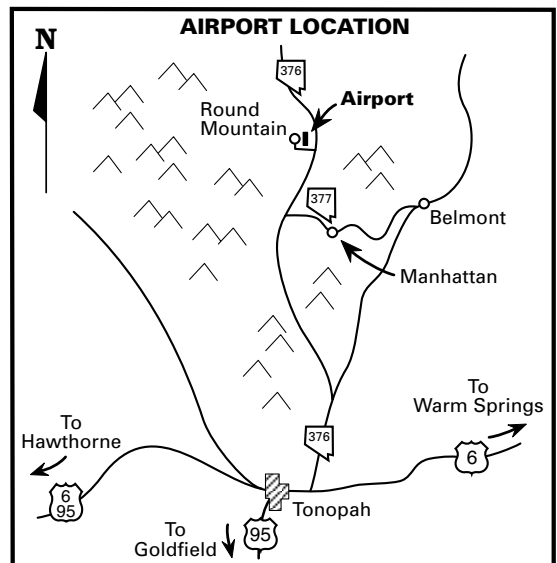 AIRPORT LOCATION
N
376
Airport
Round
Mountain
377
Belmont
Manhattan
To
Warm Springs
To
Hawthorne
376
6
6
95
Tonopah
To
Goldfield
95